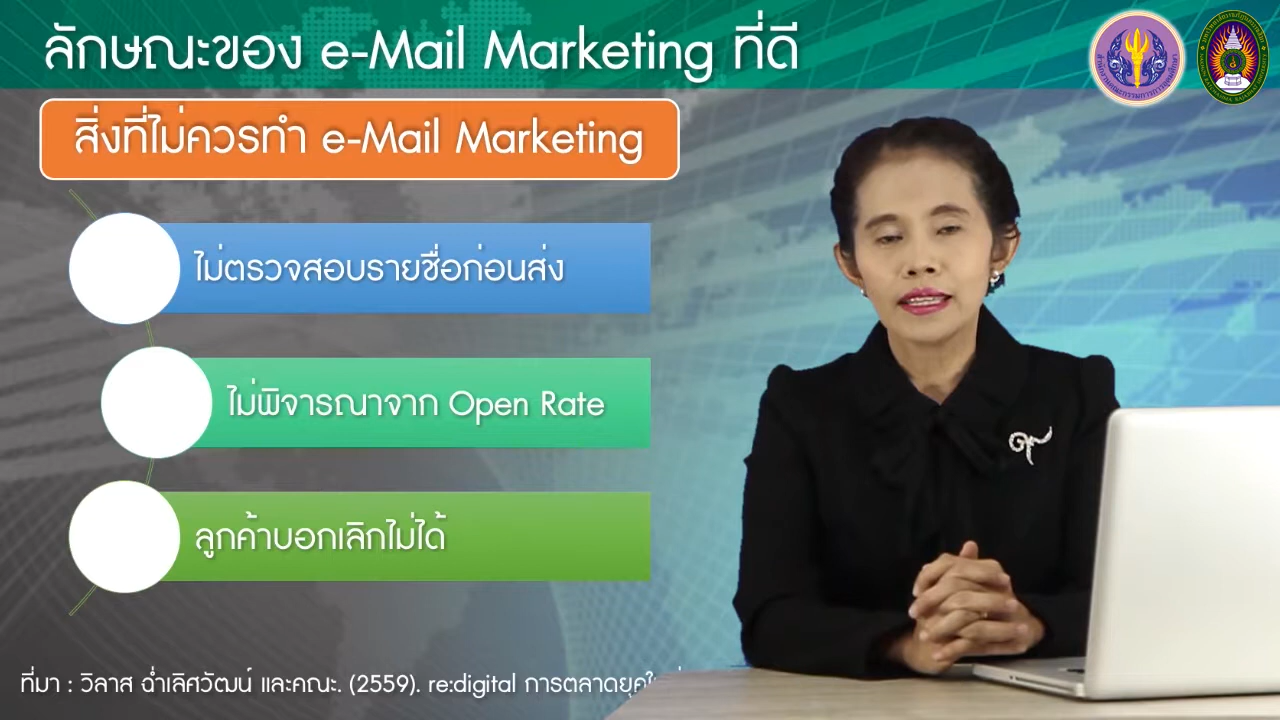 ลักษณะของ e-Mail Marketing ที่ดี
สิ่งที่ไม่ควรทำ e-Mail Marketing
ไม่ตรวจสอบรายชื่อก่อนส่ง
ไม่พิจารณาจาก Open Rate
ลูกค้าบอกเลิกไม่ได้
ที่มา : วิลาส ฉ่ำเลิศวัฒน์ และคณะ. (2559). re:digital การตลาดยุค